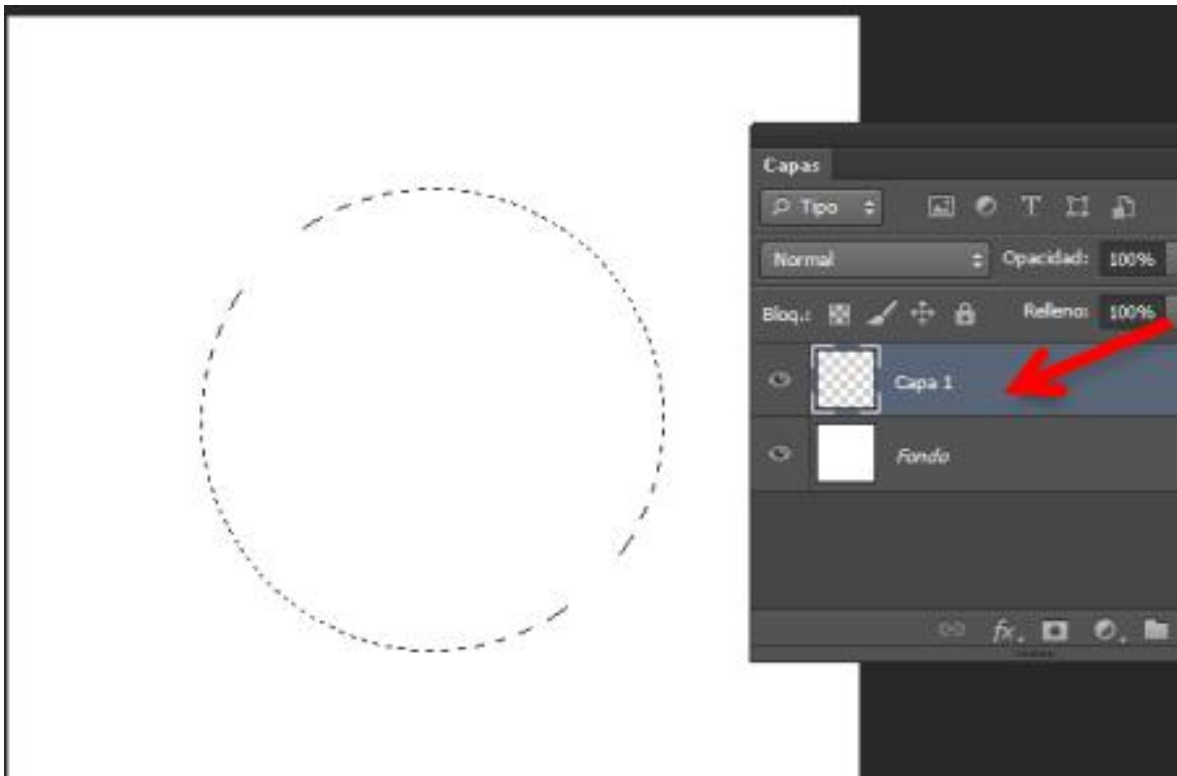 Capas
Tipo
Normal Opacidad: 100%
Bloq.: Relleno: 100%
Capa 1
Fondo
fx.